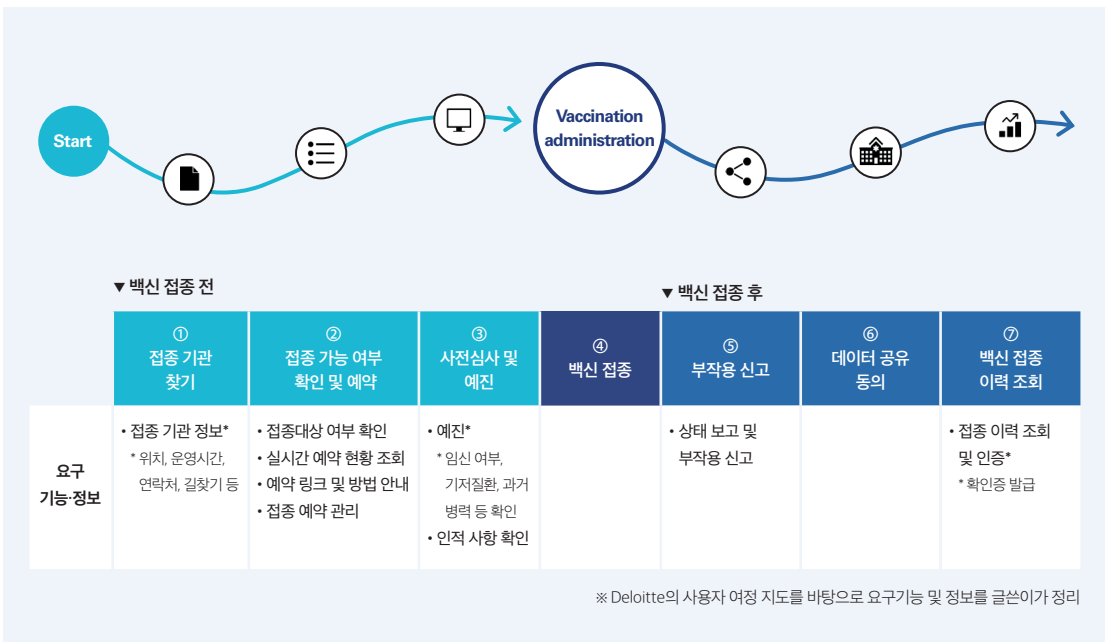 Start
Vaccination
administration
▼ 백신 접종 전
▼ 백신 접종 후
①
접종 기관
찾기
②
접종 가능 여부
확인 및 예약
③
사전심사 및
예진
④
백신 접종
⑤
부작용 신고
⑥
데이터 공유
동의
⑦
백신 접종
이력 조회
요구
기능·정보
• 접종 기관 정보*
* 위치, 운영시간,
연락처, 길찾기 등
• 접종대상 여부 확인
• 실시간 예약 현황 조회
• 예약 링크 및 방법 안내
• 접종 예약 관리
• 예진*
* 임신 여부,
기저질환, 과거
병력 등 확인
• 인적 사항 확인
• 상태 보고 및
부작용 신고
• 접종 이력 조회
및 인증*
* 확인증 발급
※ Deloitte의 사용자 여정 지도를 바탕으로 요구기능 및 정보를 글쓴이가 정리